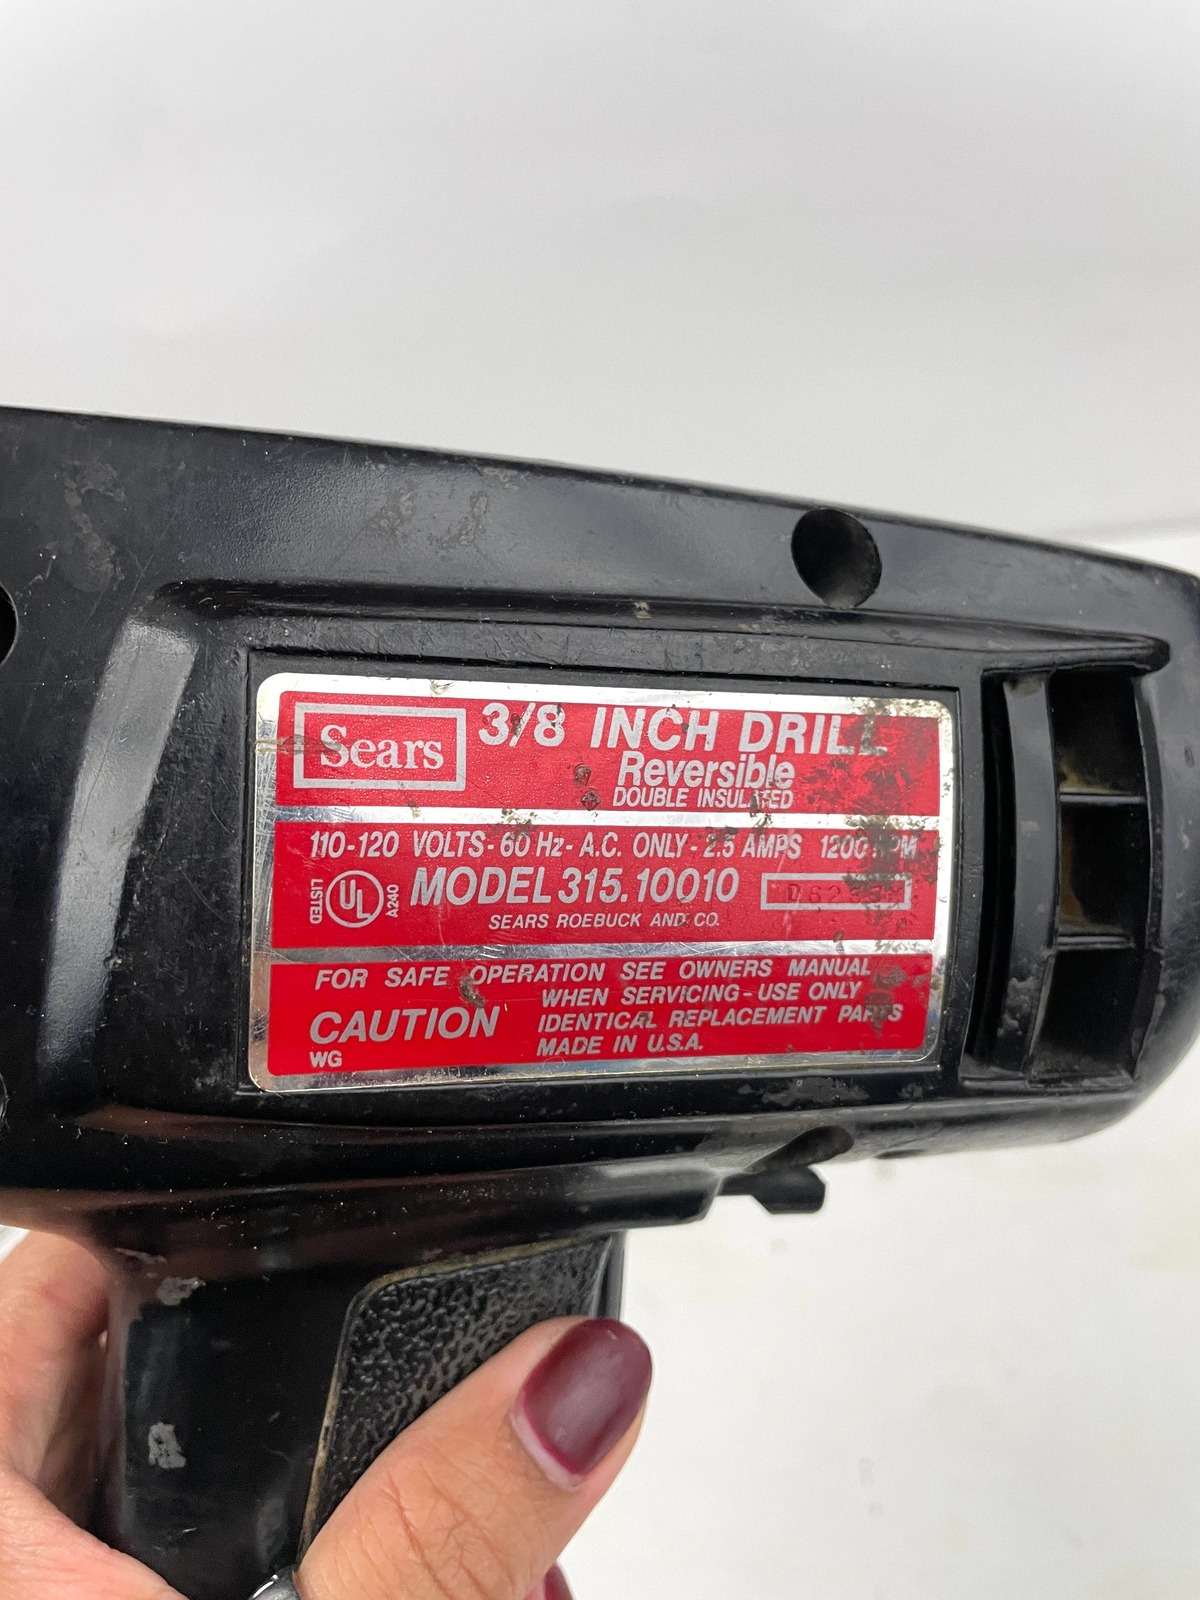 Sears
3/8 INCH DRILL
Reversible
DOUBLE INSULATED
110-120 VOLTS-60 Hz-A.C. ONLY-2.5 AMPS 1200 RPM
LISTED UL A240
MODEL 315.10010
SEARS ROEBUCK AND CO.
FOR SAFE OPERATION SEE OWNERS MANUAL
WHEN SERVICING-USE ONLY
CAUTION IDENTICAL REPLACEMENT PARTS
WG MADE IN U.S.A.